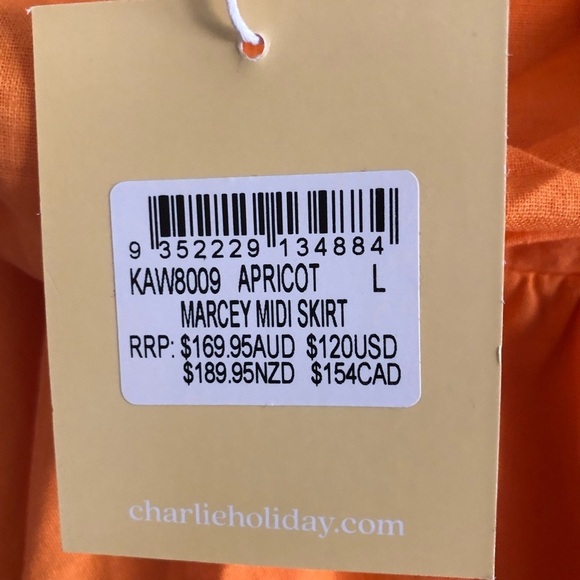 9 352229 134884
KAW8009 APRICOT L
MARCEY MIDI SKIRT
RRP: $169.95AUD $120USD
$189.95NZD $154CAD
charlieholiday.com